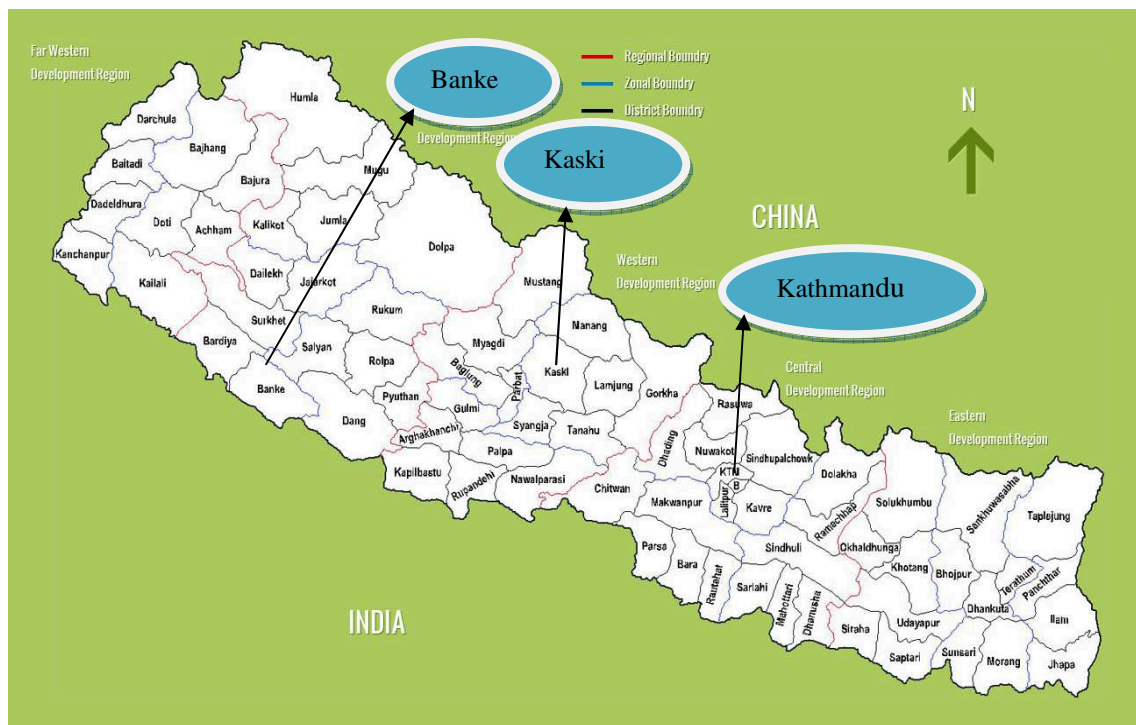 Far Western
Development Region
Banke
Regional Boundry
Zonal Boundry
District Boundry
Development Region
Kaski
N
CHINA
Western
Development Region
Kathmandu
Central
Development Region
Eastern
Development Region
INDIA
Humla
Darchula
Bajhang
Baitadi
Bajura
Mugu
Dadeldhura
Doti
Achham
Kalikot
Jumla
Dolpa
Kanchanpur
Kailali
Dailekh
Jajarkot
Mustang
Surkhet
Rukum
Manang
Bardiya
Salyan
Rolpa
Myagdi
Baglung
Parbat
Kaski
Lamjung
Gorkha
Banke
Pyuthan
Gulmi
Rasuwa
Dang
Arghakhanchi
Syangja
Tanahu
Dhading
Nuwakot
Sindhupalchowk
Palpa
KTM
B
Dolakha
Kapilbastu
Rupandehi
Nawalparasi
Chitwan
Makwanpur
Lalitpur
Kavre
Ramechhap
Solukhumbu
Sankhuwasabha
Taplejung
Parsa
Bara
Rautahat
Sindhuli
Okhaldhunga
Khotang
Bhojpur
Terathum
Panchthar
Sarlahi
Mahottari
Dhanusha
Siraha
Udayapur
Dhankuta
Ilam
Saptari
Sunsari
Morang
Jhapa